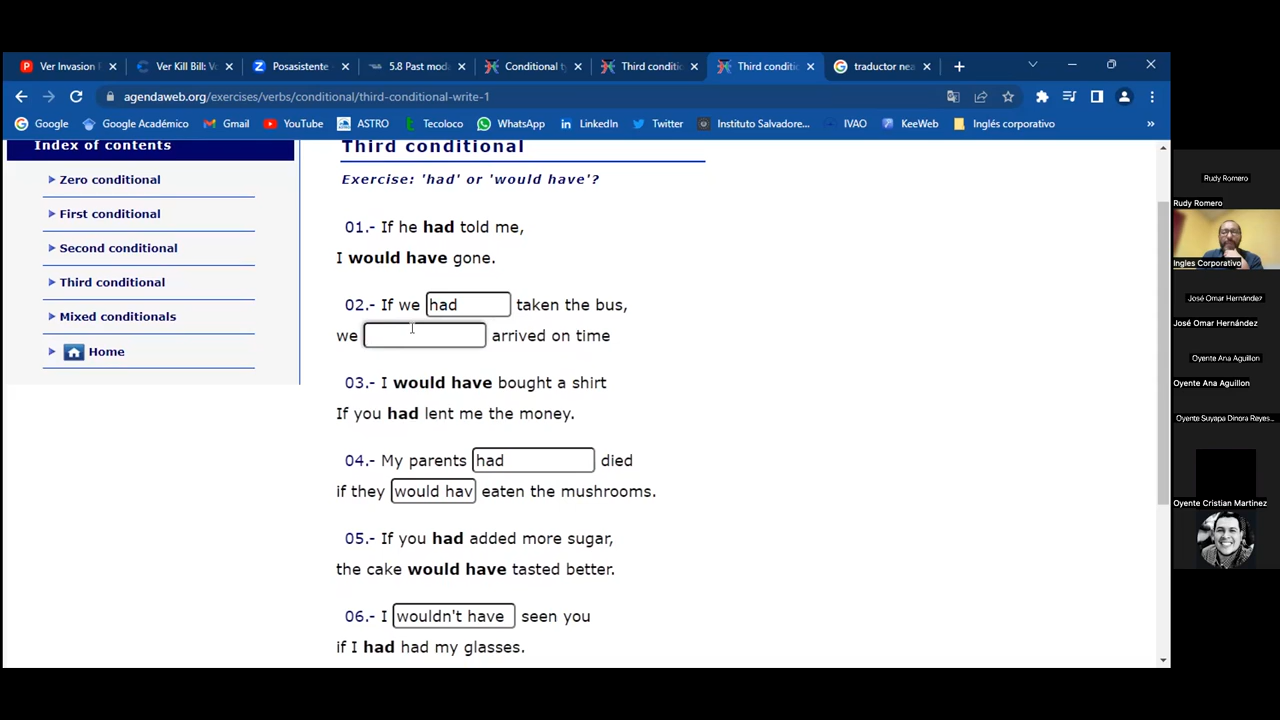 Ver Invasion
Ver Kill Bill: V
Posasistente
5.8 Past mod
Conditional ty
Third conditi
Third conditi
traductor nea
agendaweb.org/exercises/verbs/conditional/third-conditional-write-1
Google
Google Académico
Gmail
YouTube
ASTRO
Tecoloco
WhatsApp
LinkedIn
Twitter
Instituto Salvadore...
IVAO
KeeWeb
Inglés corporativo
»
Index of contents
Zero conditional
First conditional
Second conditional
Third conditional
Mixed conditionals
Home
Third conditional
Exercise: 'had' or 'would have'?
01.- If he had told me,
I would have gone.
02.- If we had taken the bus,
we arrived on time
03.- I would have bought a shirt
If you had lent me the money.
04.- My parents had died
if they would hav eaten the mushrooms.
05.- If you had added more sugar,
the cake would have tasted better.
06.- I wouldn't have seen you
if I had had my glasses.
Rudy Romero
Rudy Romero
Ingles Corporativo
José Omar Hernández
José Omar Hernández
Oyente Ana Aguillon
Oyente Ana Aguillon
Oyente Suyapa Dinora Reyes...
Oyente Cristian Martinez